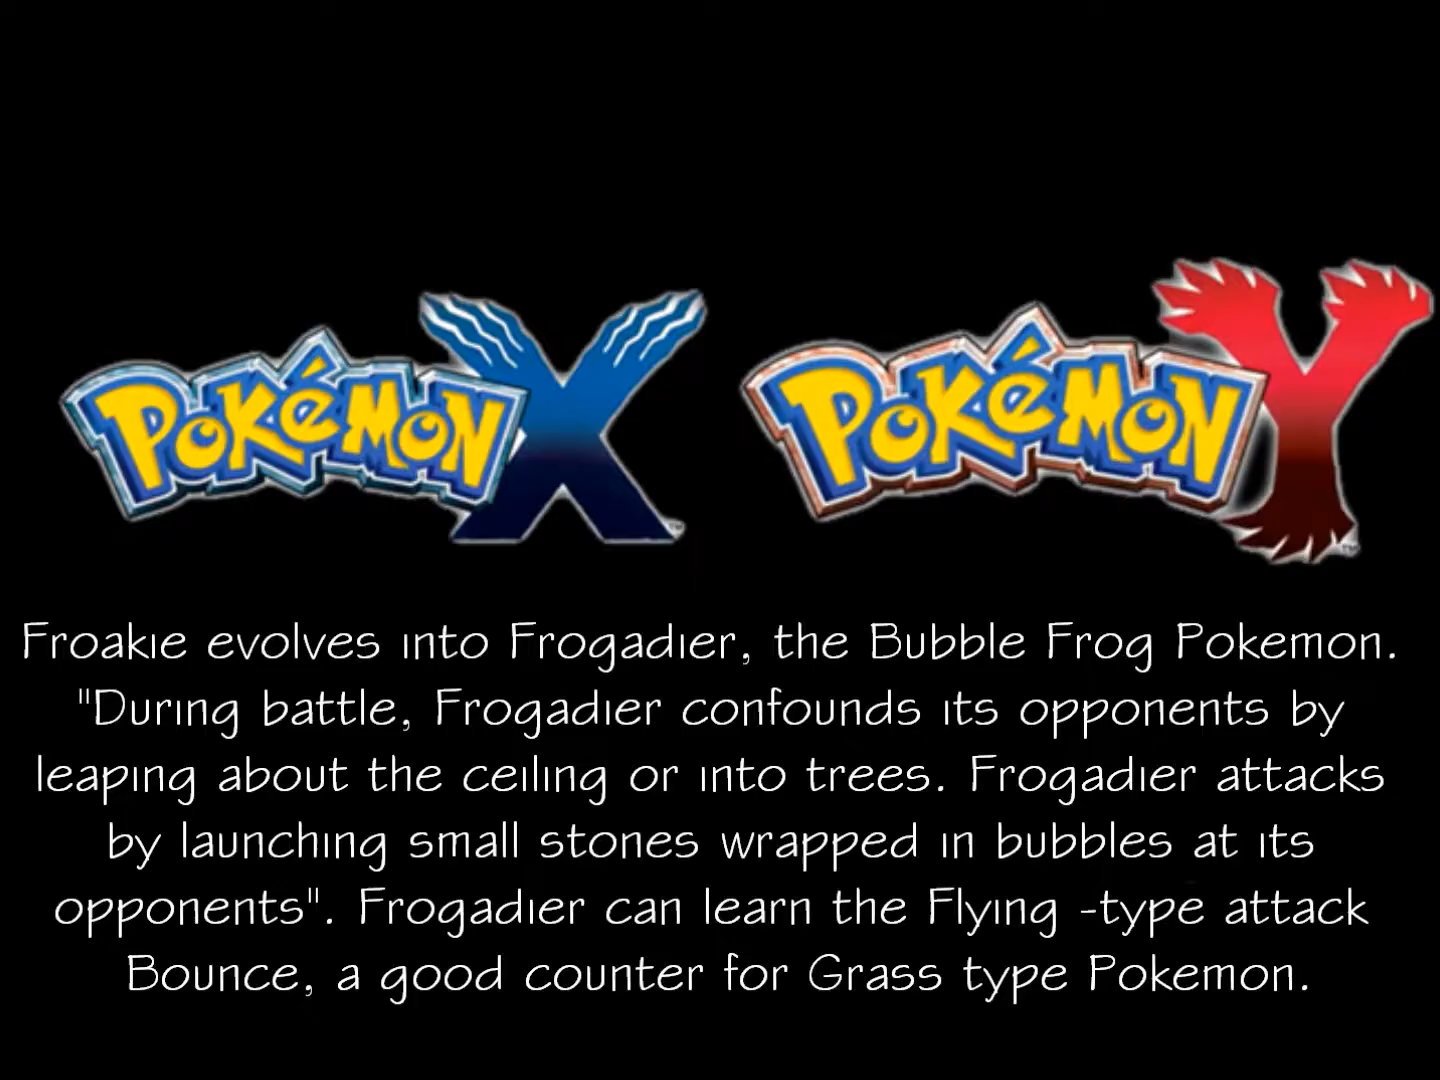 POKéMON X
POKéMON Y
TM
TM
Froakie evolves into Frogadier, the Bubble Frog Pokemon.
"During battle, Frogadier confounds its opponents by
leaping about the ceiling or into trees. Frogadier attacks
by launching small stones wrapped in bubbles at its
opponents". Frogadier can learn the Flying -type attack
Bounce, a good counter for Grass type Pokemon.